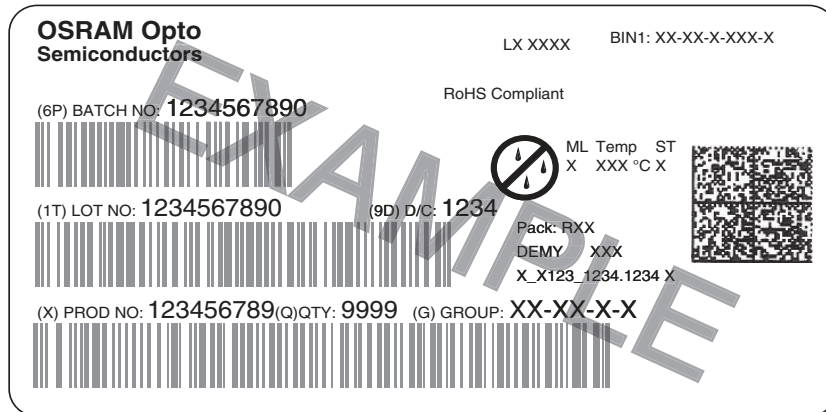 OSRAM Opto
Semiconductors
LX XXXX
BIN1: XX-XX-X-XXX-X
RoHS Compliant
(6P) BATCH NO: 1234567890
ML Temp ST
X XXX °C X
(1T) LOT NO: 1234567890 (9D) D/C: 1234
Pack: RXX
DEMY XXX
X_X123_1234.1234 X
(X) PROD NO: 123456789(Q)QTY: 9999 (G) GROUP: XX-XX-X-X
EXAMPLE